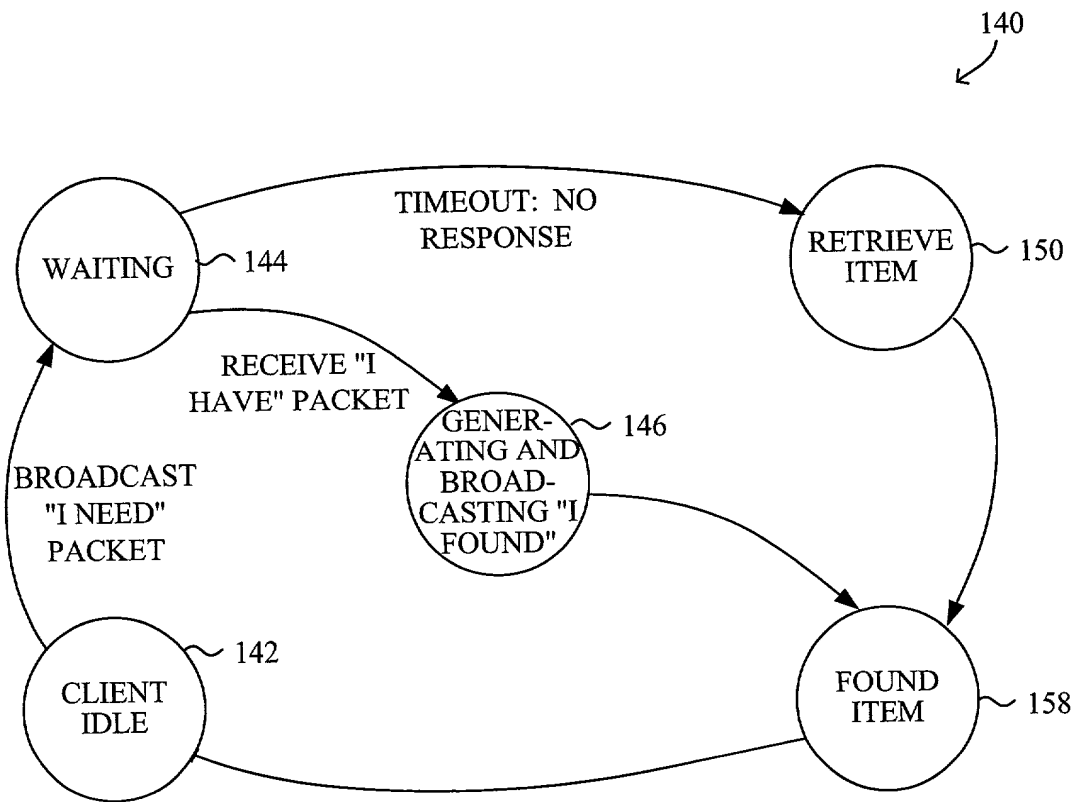 140
TIMEOUT: NO
RESPONSE
WAITING
144
RETRIEVE
ITEM
150
RECEIVE "I
HAVE" PACKET
GENER-
ATING AND
BROAD-
CASTING "I
FOUND"
146
BROADCAST
"I NEED"
PACKET
CLIENT
IDLE
142
FOUND
ITEM
158